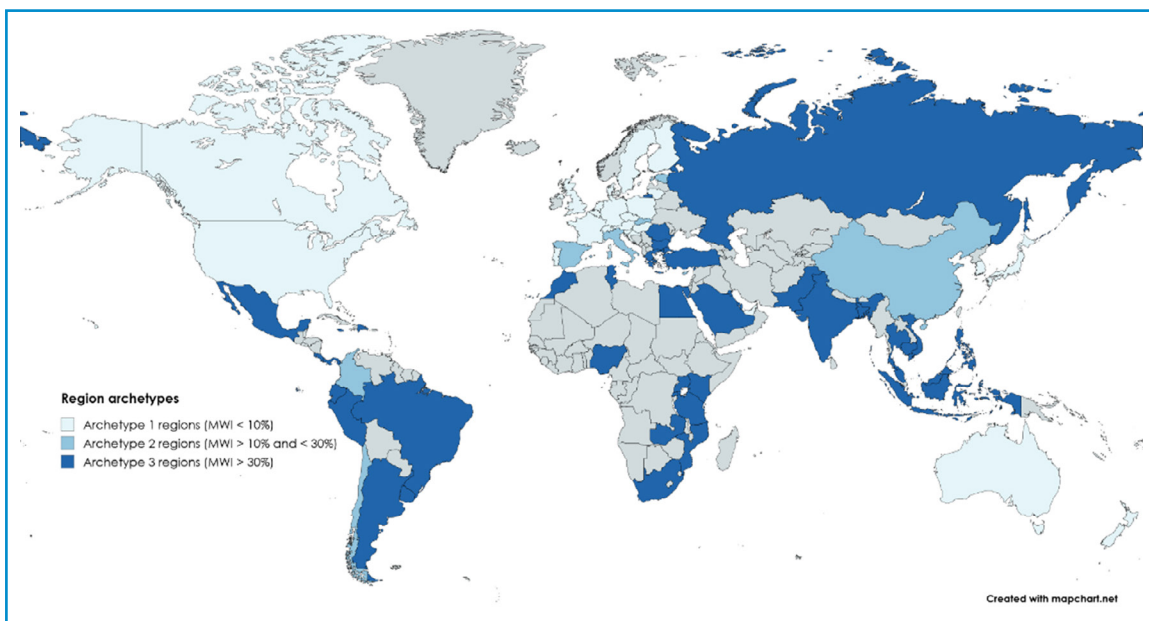 Region archetypes
Archetype 1 regions (MWI < 10%)
Archetype 2 regions (MWI > 10% and < 30%)
Archetype 3 regions (MWI > 30%)
Created with mapchart.net